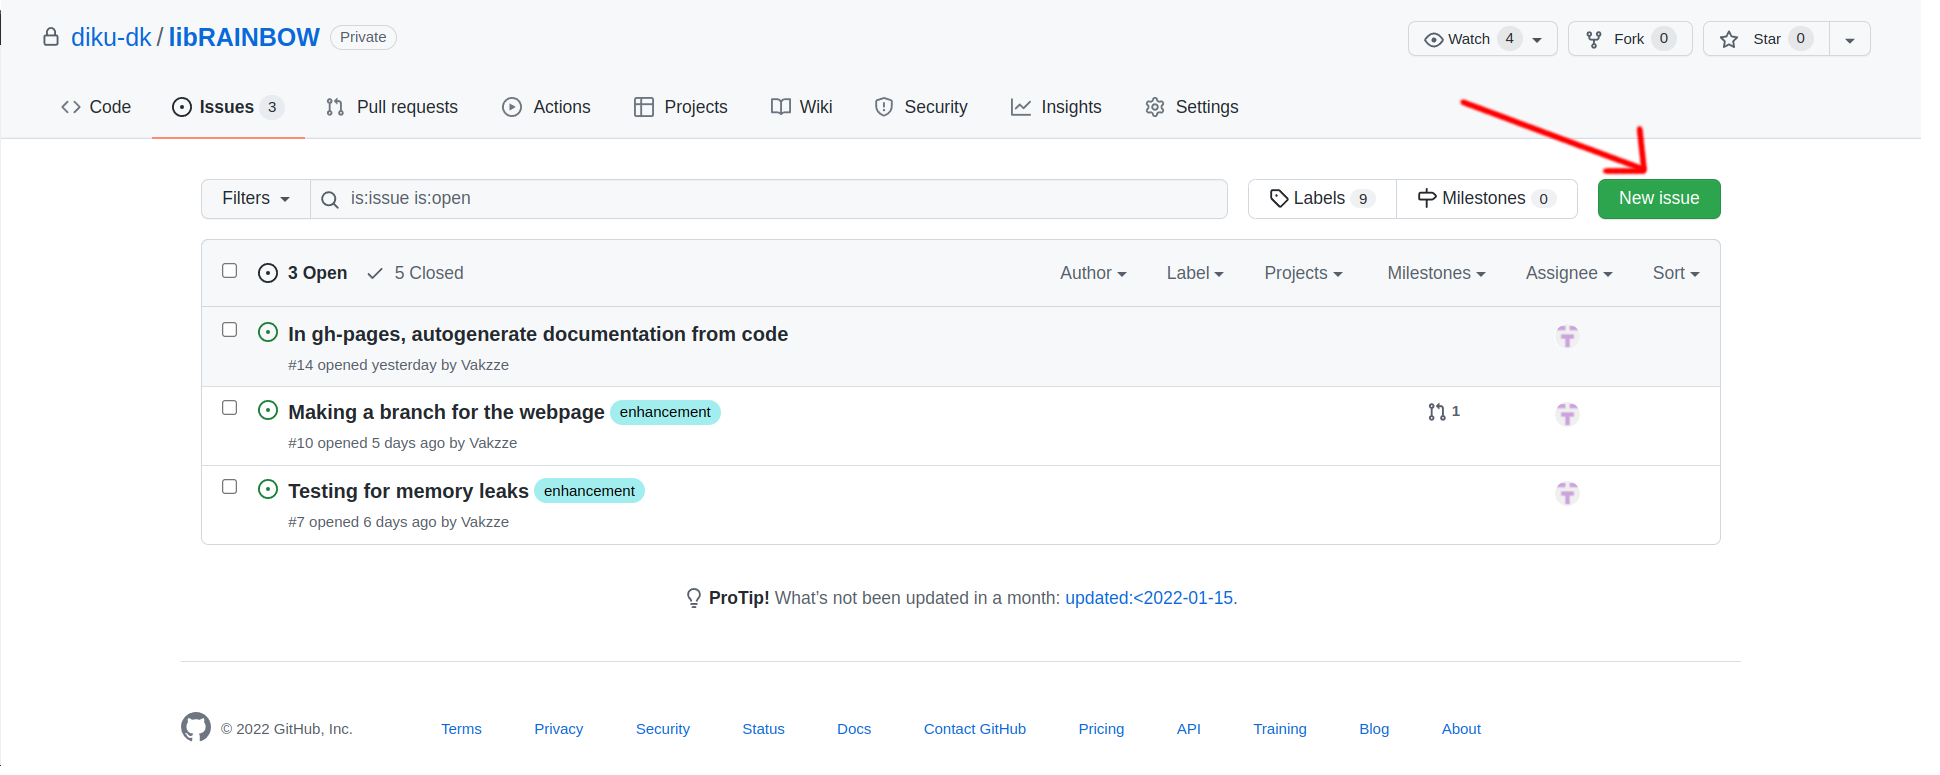 diku-dk / libRAINBOW Private Watch 4 Fork 0 Star 0
Code Issues 3 Pull requests Actions Projects Wiki Security Insights Settings
Filters is:issue is:open Labels 9 Milestones 0 New issue
3 Open 5 Closed Author Label Projects Milestones Assignee Sort
In gh-pages, autogenerate documentation from code
#14 opened yesterday by Vakzze
Making a branch for the webpage enhancement 1
#10 opened 5 days ago by Vakzze
Testing for memory leaks enhancement
#7 opened 6 days ago by Vakzze
ProTip! What's not been updated in a month: updated:<2022-01-15.
© 2022 GitHub, Inc. Terms Privacy Security Status Docs Contact GitHub Pricing API Training Blog About